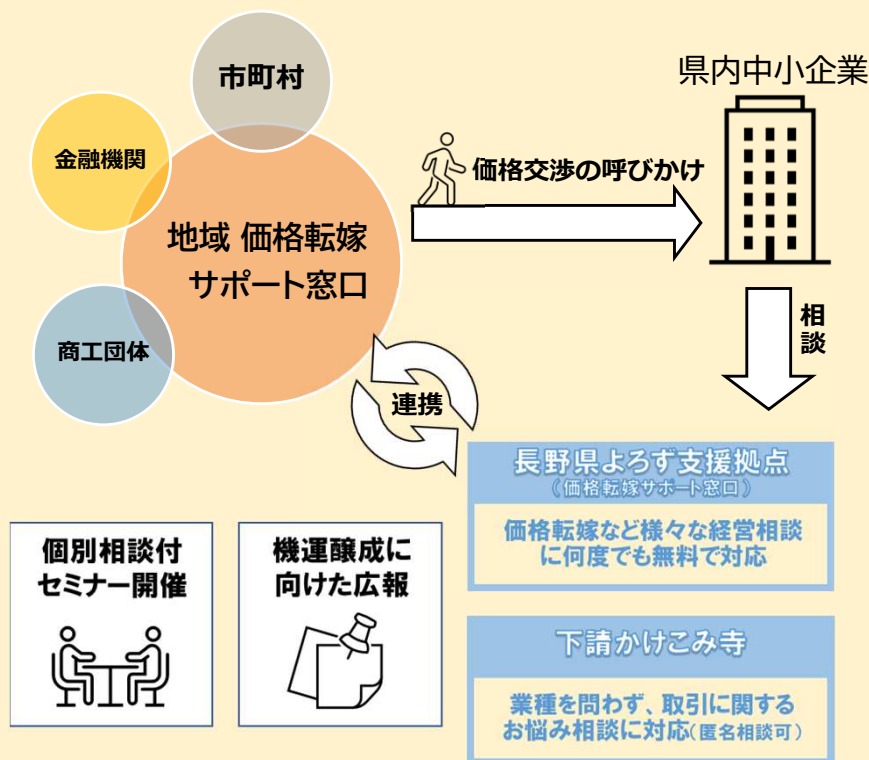 市町村
県内中小企業
金融機関
価格交渉の呼びかけ
地域 価格転嫁
サポート窓口
商工団体
相談
連携
長野県よろず支援拠点
（価格転嫁サポート窓口）
価格転嫁など様々な経営相談
に何度でも無料で対応
個別相談付
セミナー開催
機運醸成に
向けた広報
下請かけこみ寺
業種を問わず、取引に関する
お悩み相談に対応(匿名相談可)